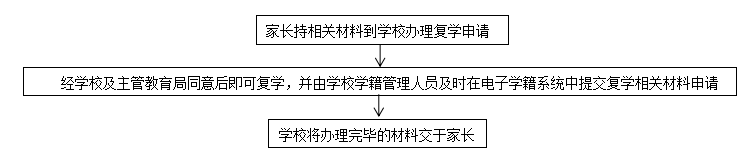 家长持相关材料到学校办理复学申请
经学校及主管教育局同意后即可复学，并由学校学籍管理人员及时在电子学籍系统中提交复学相关材料申请
学校将办理完毕的材料交于家长